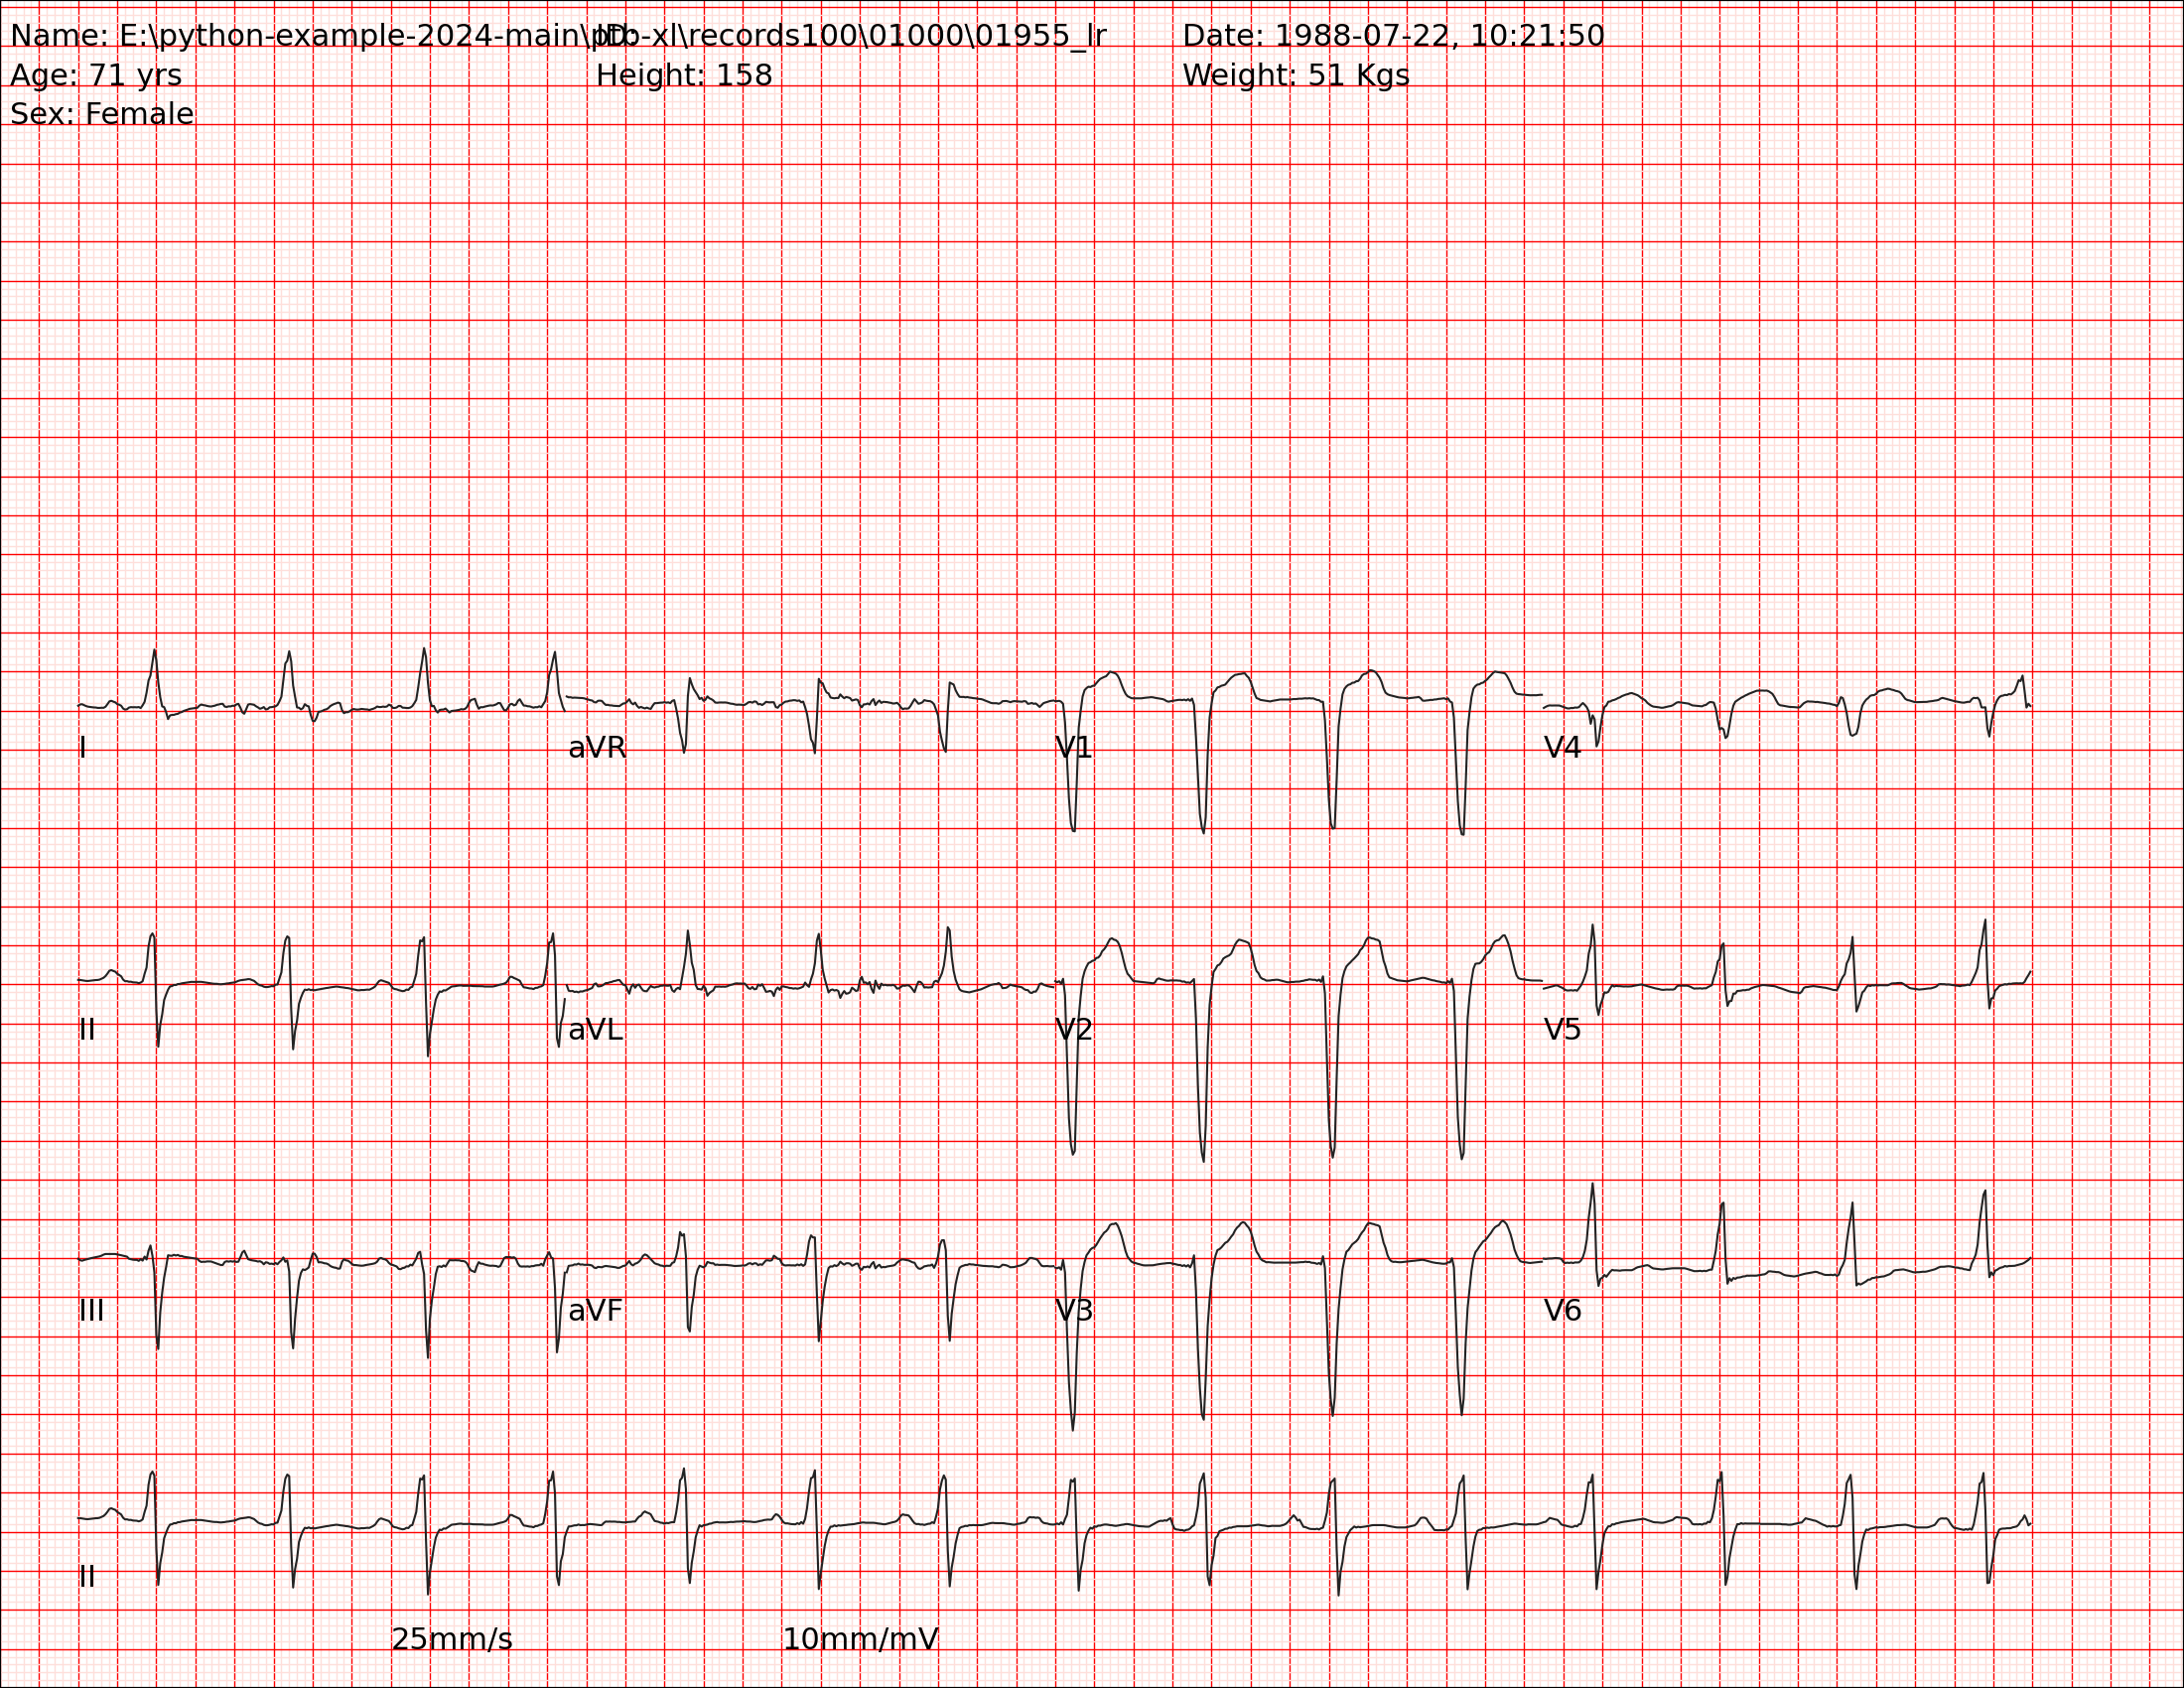 Name: E:\python-example-2024-main\ptb-xl\records100\01000\01955_lr ID: Date: 1988-07-22, 10:21:50
Age: 71 yrs Height: 158 Weight: 51 Kgs
Sex: Female
I aVR V1 V4
II aVL V2 V5
III aVF V3 V6
II
25mm/s 10mm/mV